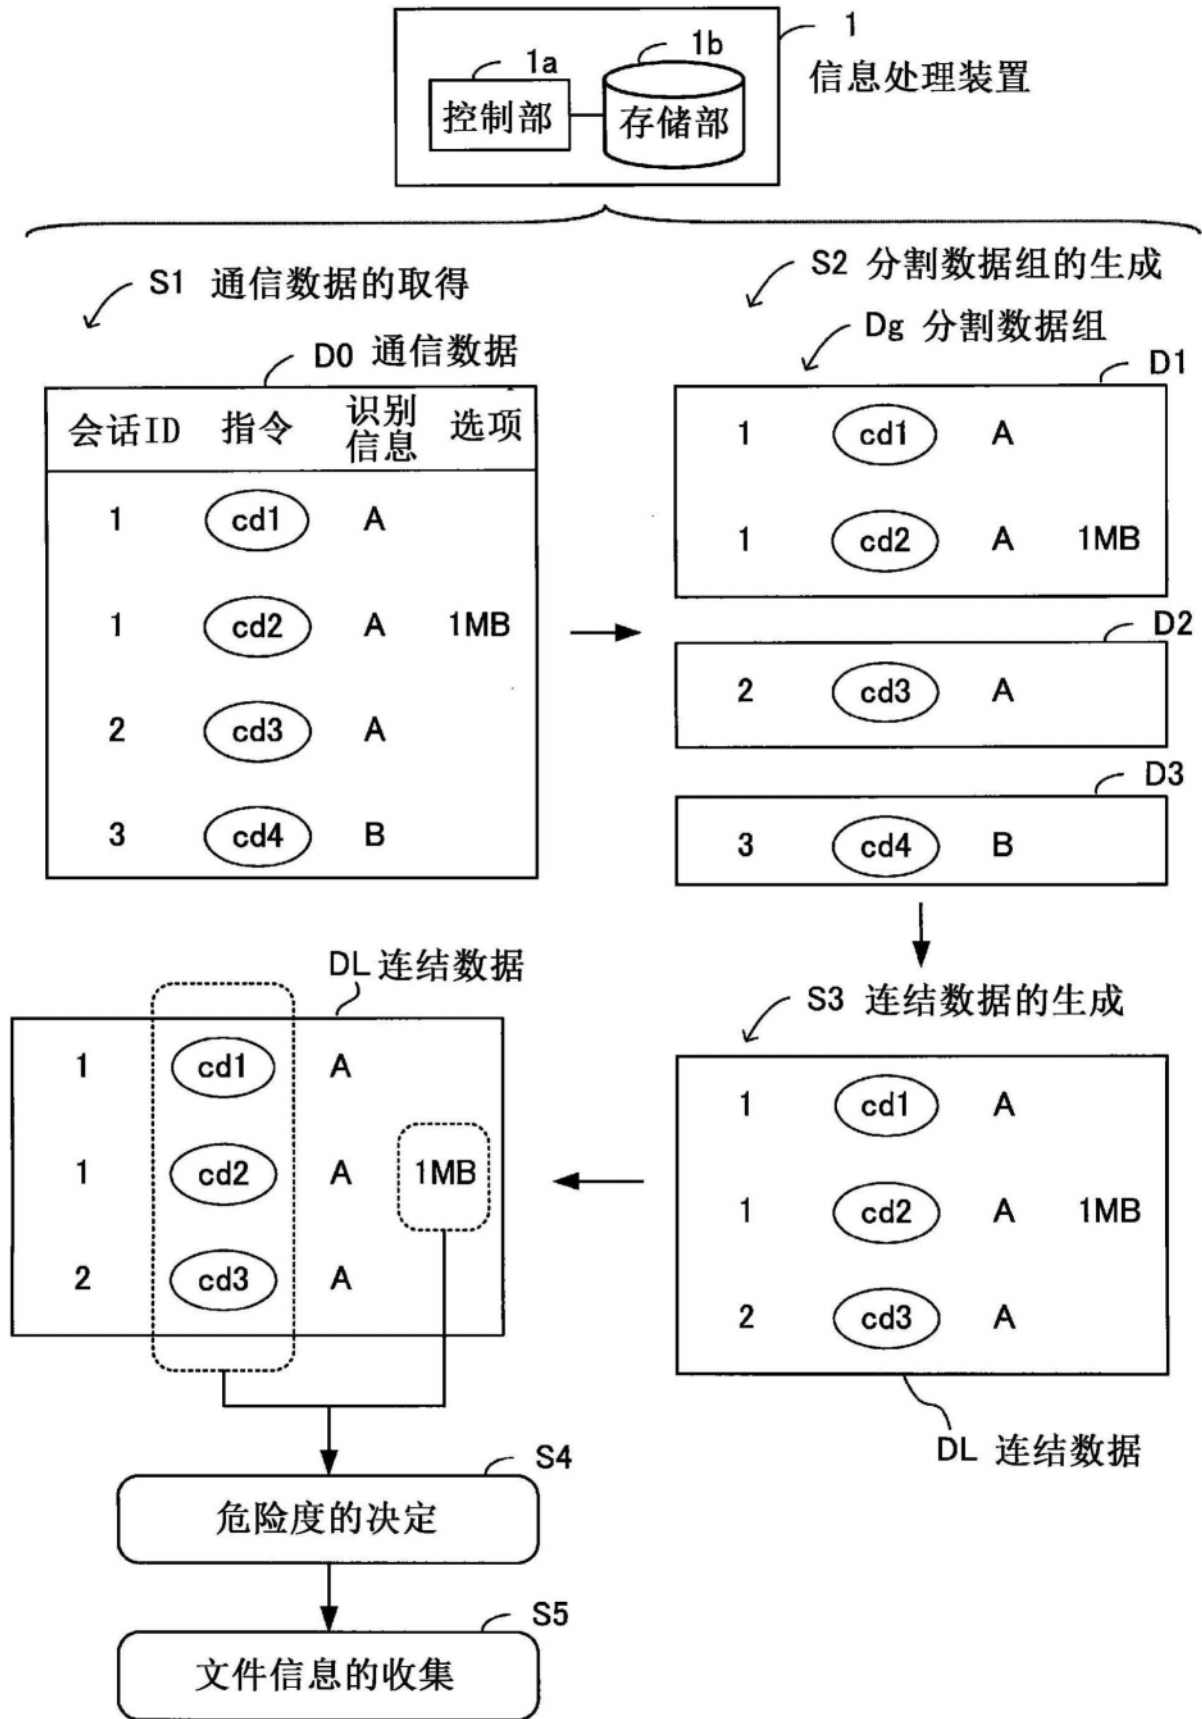 1
信息处理装置
1a
控制部
1b
存储部
S1 通信数据的取得
D0 通信数据
会话ID 指令 识别信息 选项
1 cd1 A
1 cd2 A 1MB
2 cd3 A
3 cd4 B
S2 分割数据组的生成
Dg 分割数据组
D1
1 cd1 A
1 cd2 A 1MB
D2
2 cd3 A
D3
3 cd4 B
S3 连结数据的生成
1 cd1 A
1 cd2 A 1MB
2 cd3 A
DL 连结数据
DL 连结数据
1 cd1 A
1 cd2 A 1MB
2 cd3 A
S4
危险度的决定
S5
文件信息的收集